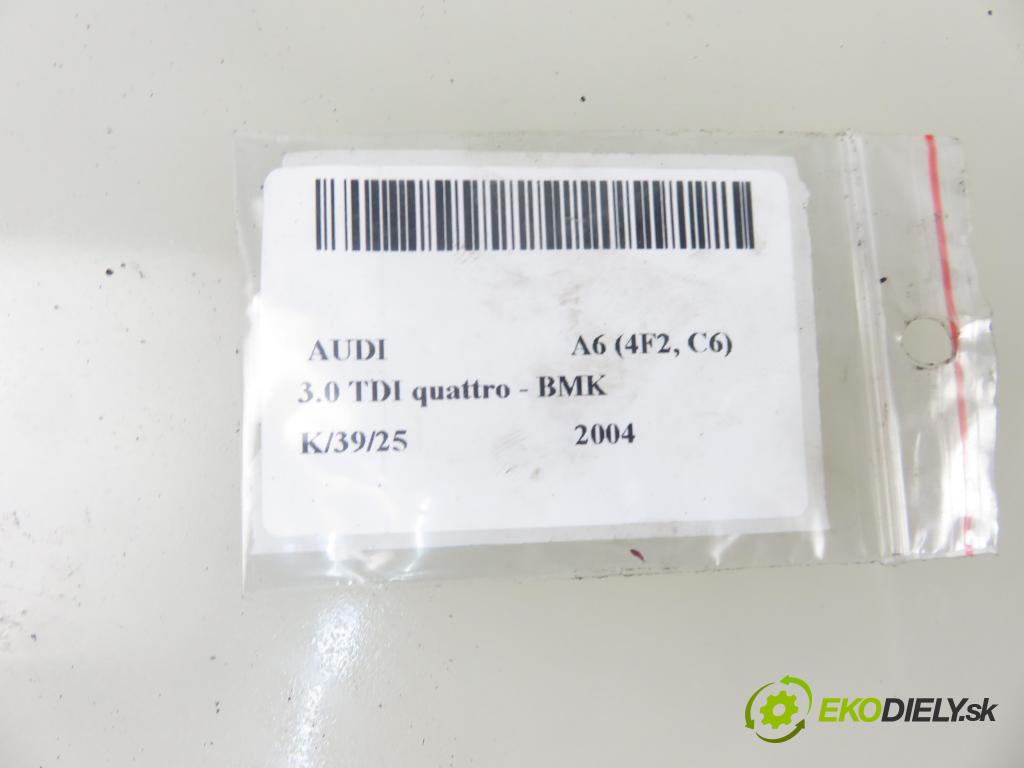 AUDI A6 (4F2, C6)
3.0 TDI quattro - BMK
K/39/25 2004
EKODIELY.sk